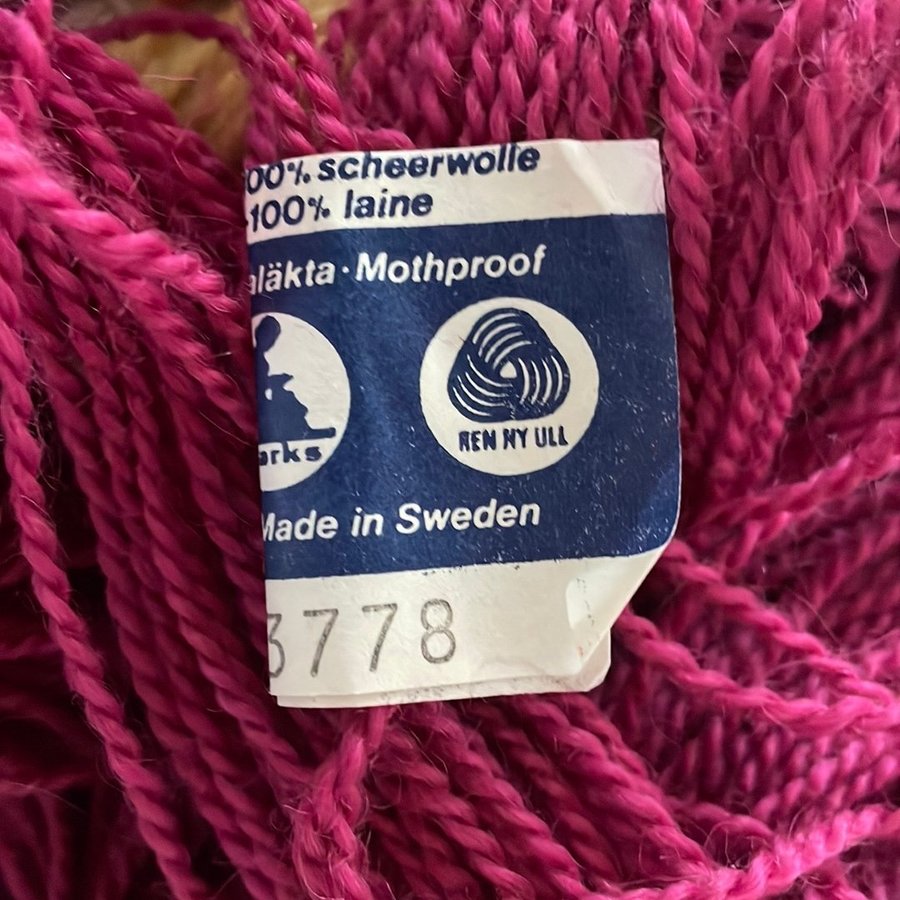 00% scheerwolle
100% laine
aläkta · Mothproof
arks
REN NY ULL
Made in Sweden
3778